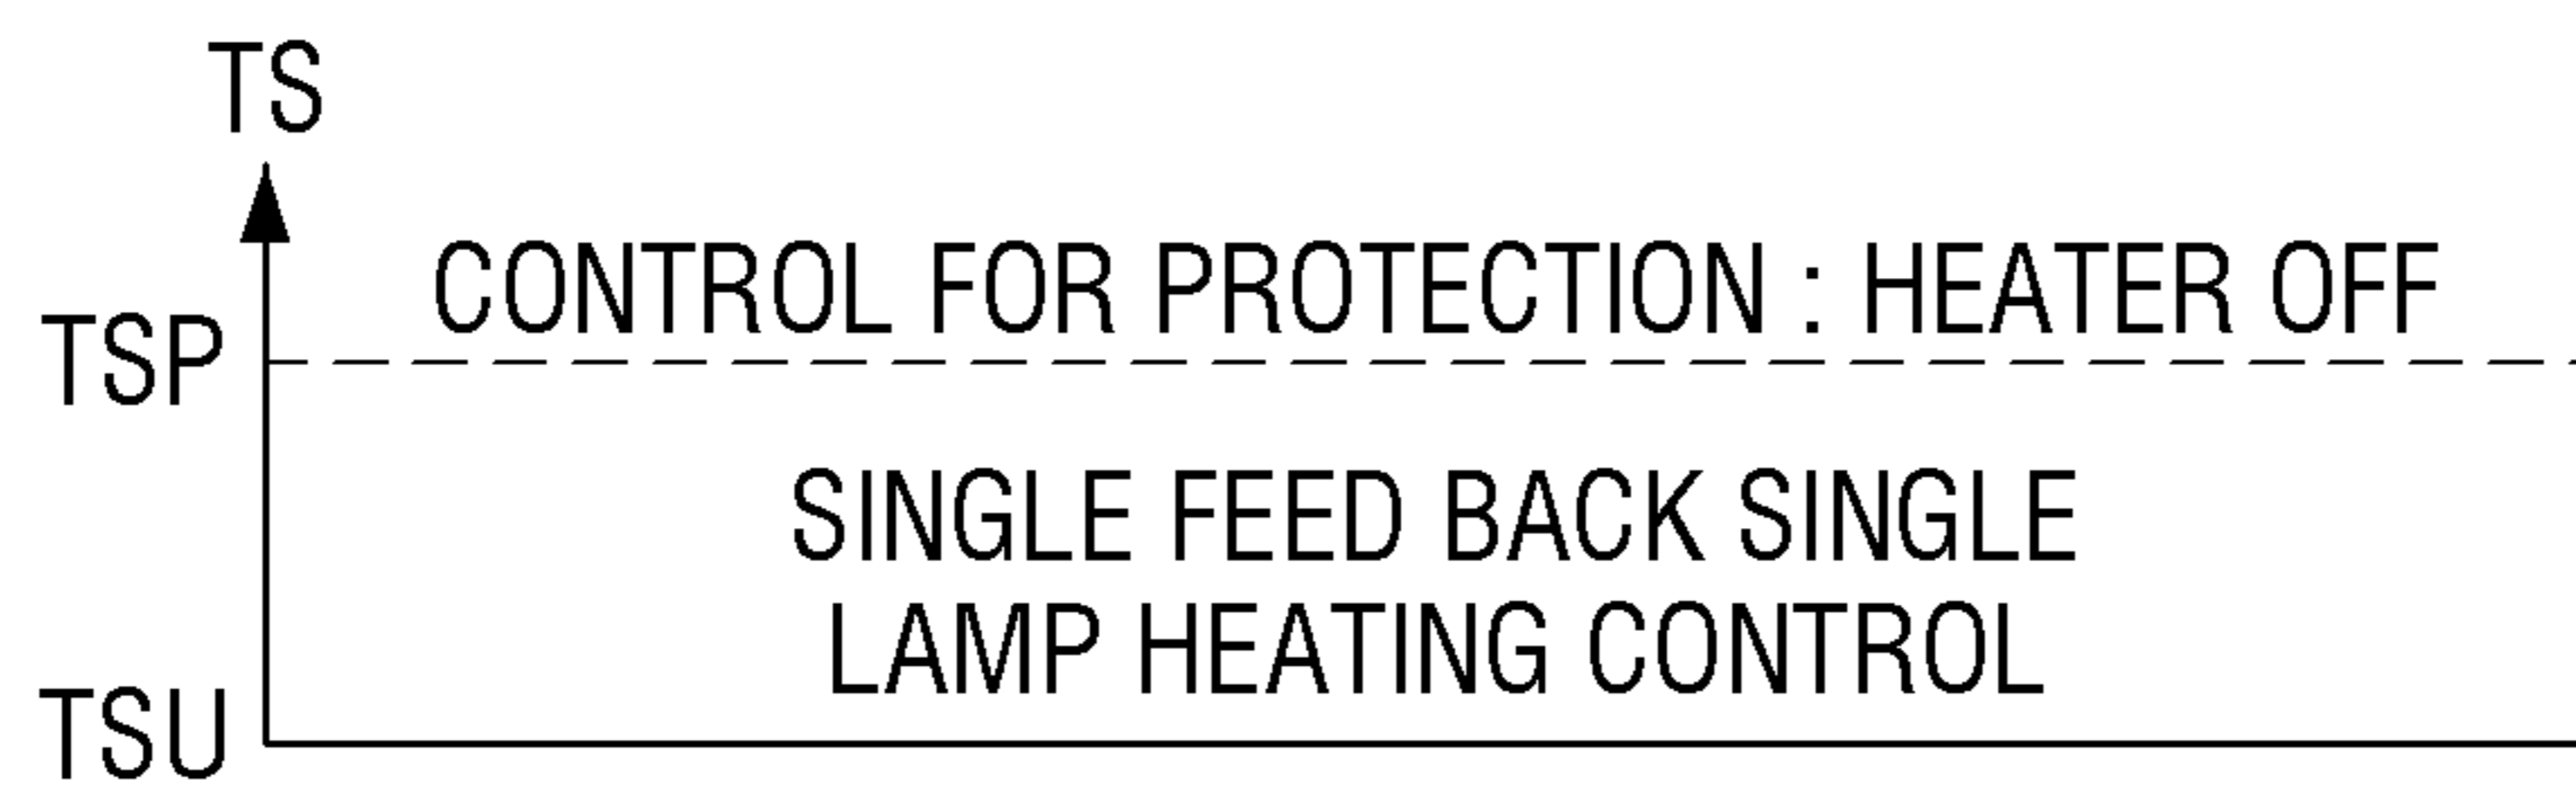 TS
CONTROL FOR PROTECTION : HEATER OFF
TSP
SINGLE FEED BACK SINGLE
LAMP HEATING CONTROL
TSU